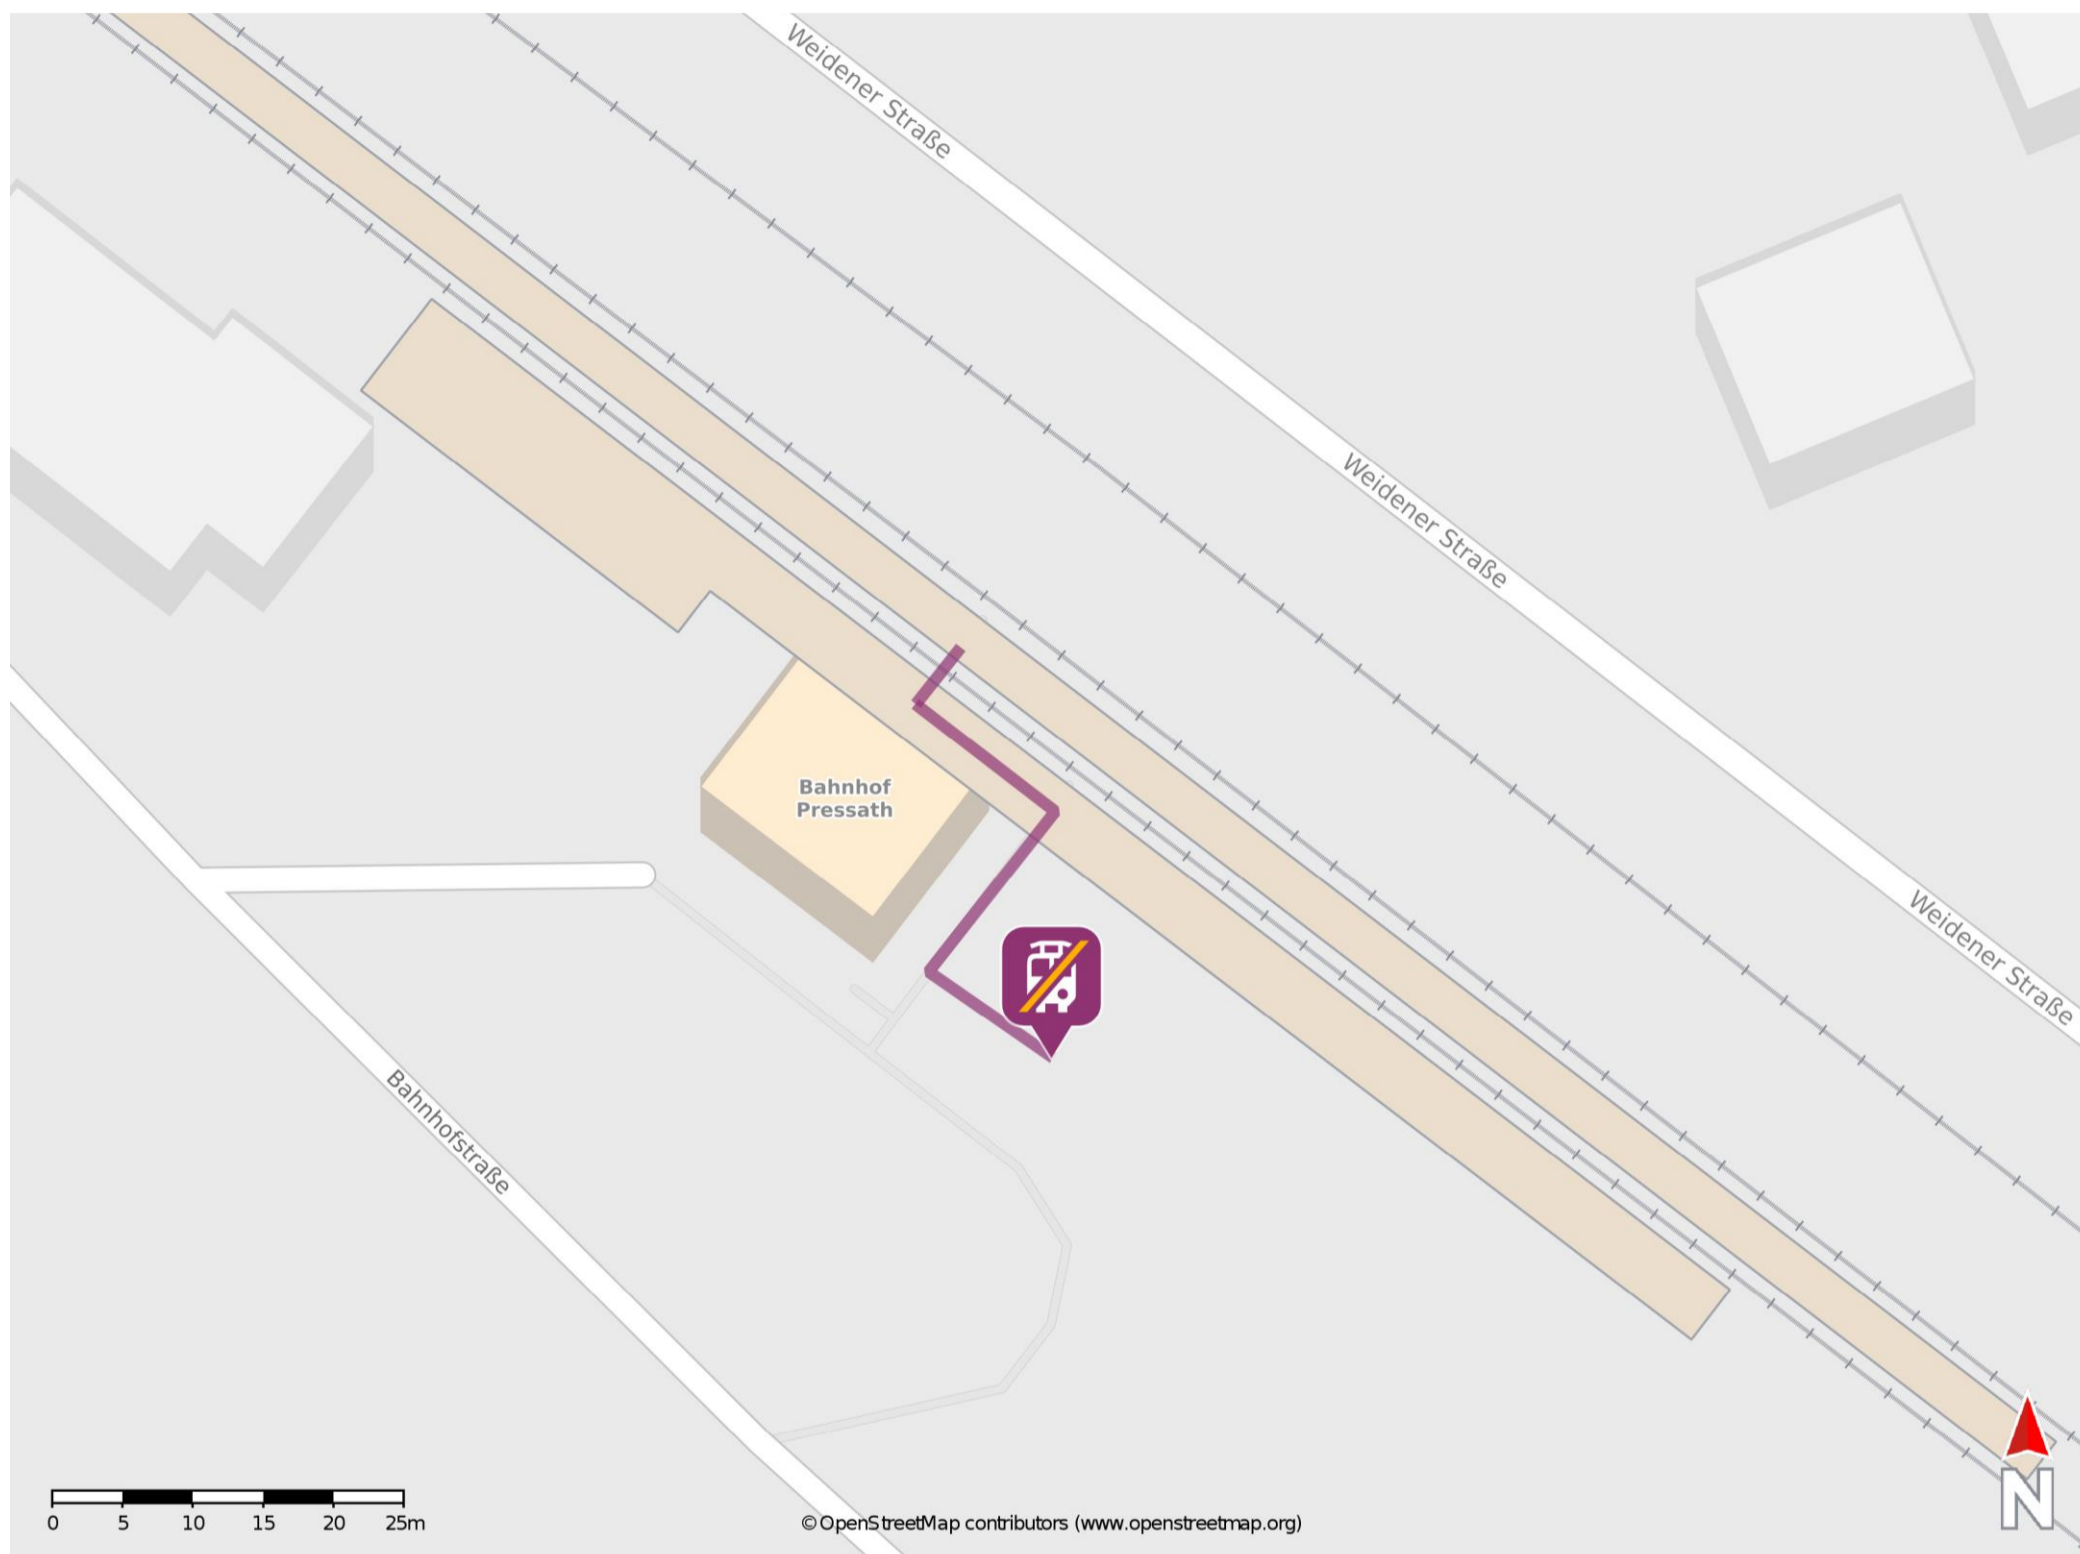 Weidener Straße
Weidener Straße
Bahnhof
Pressath
Weidener Straße
Bahnhofstraße
N
0 5 10 15 20 25m
©OpenStreetMap contributors (www.openstreetmap.org)